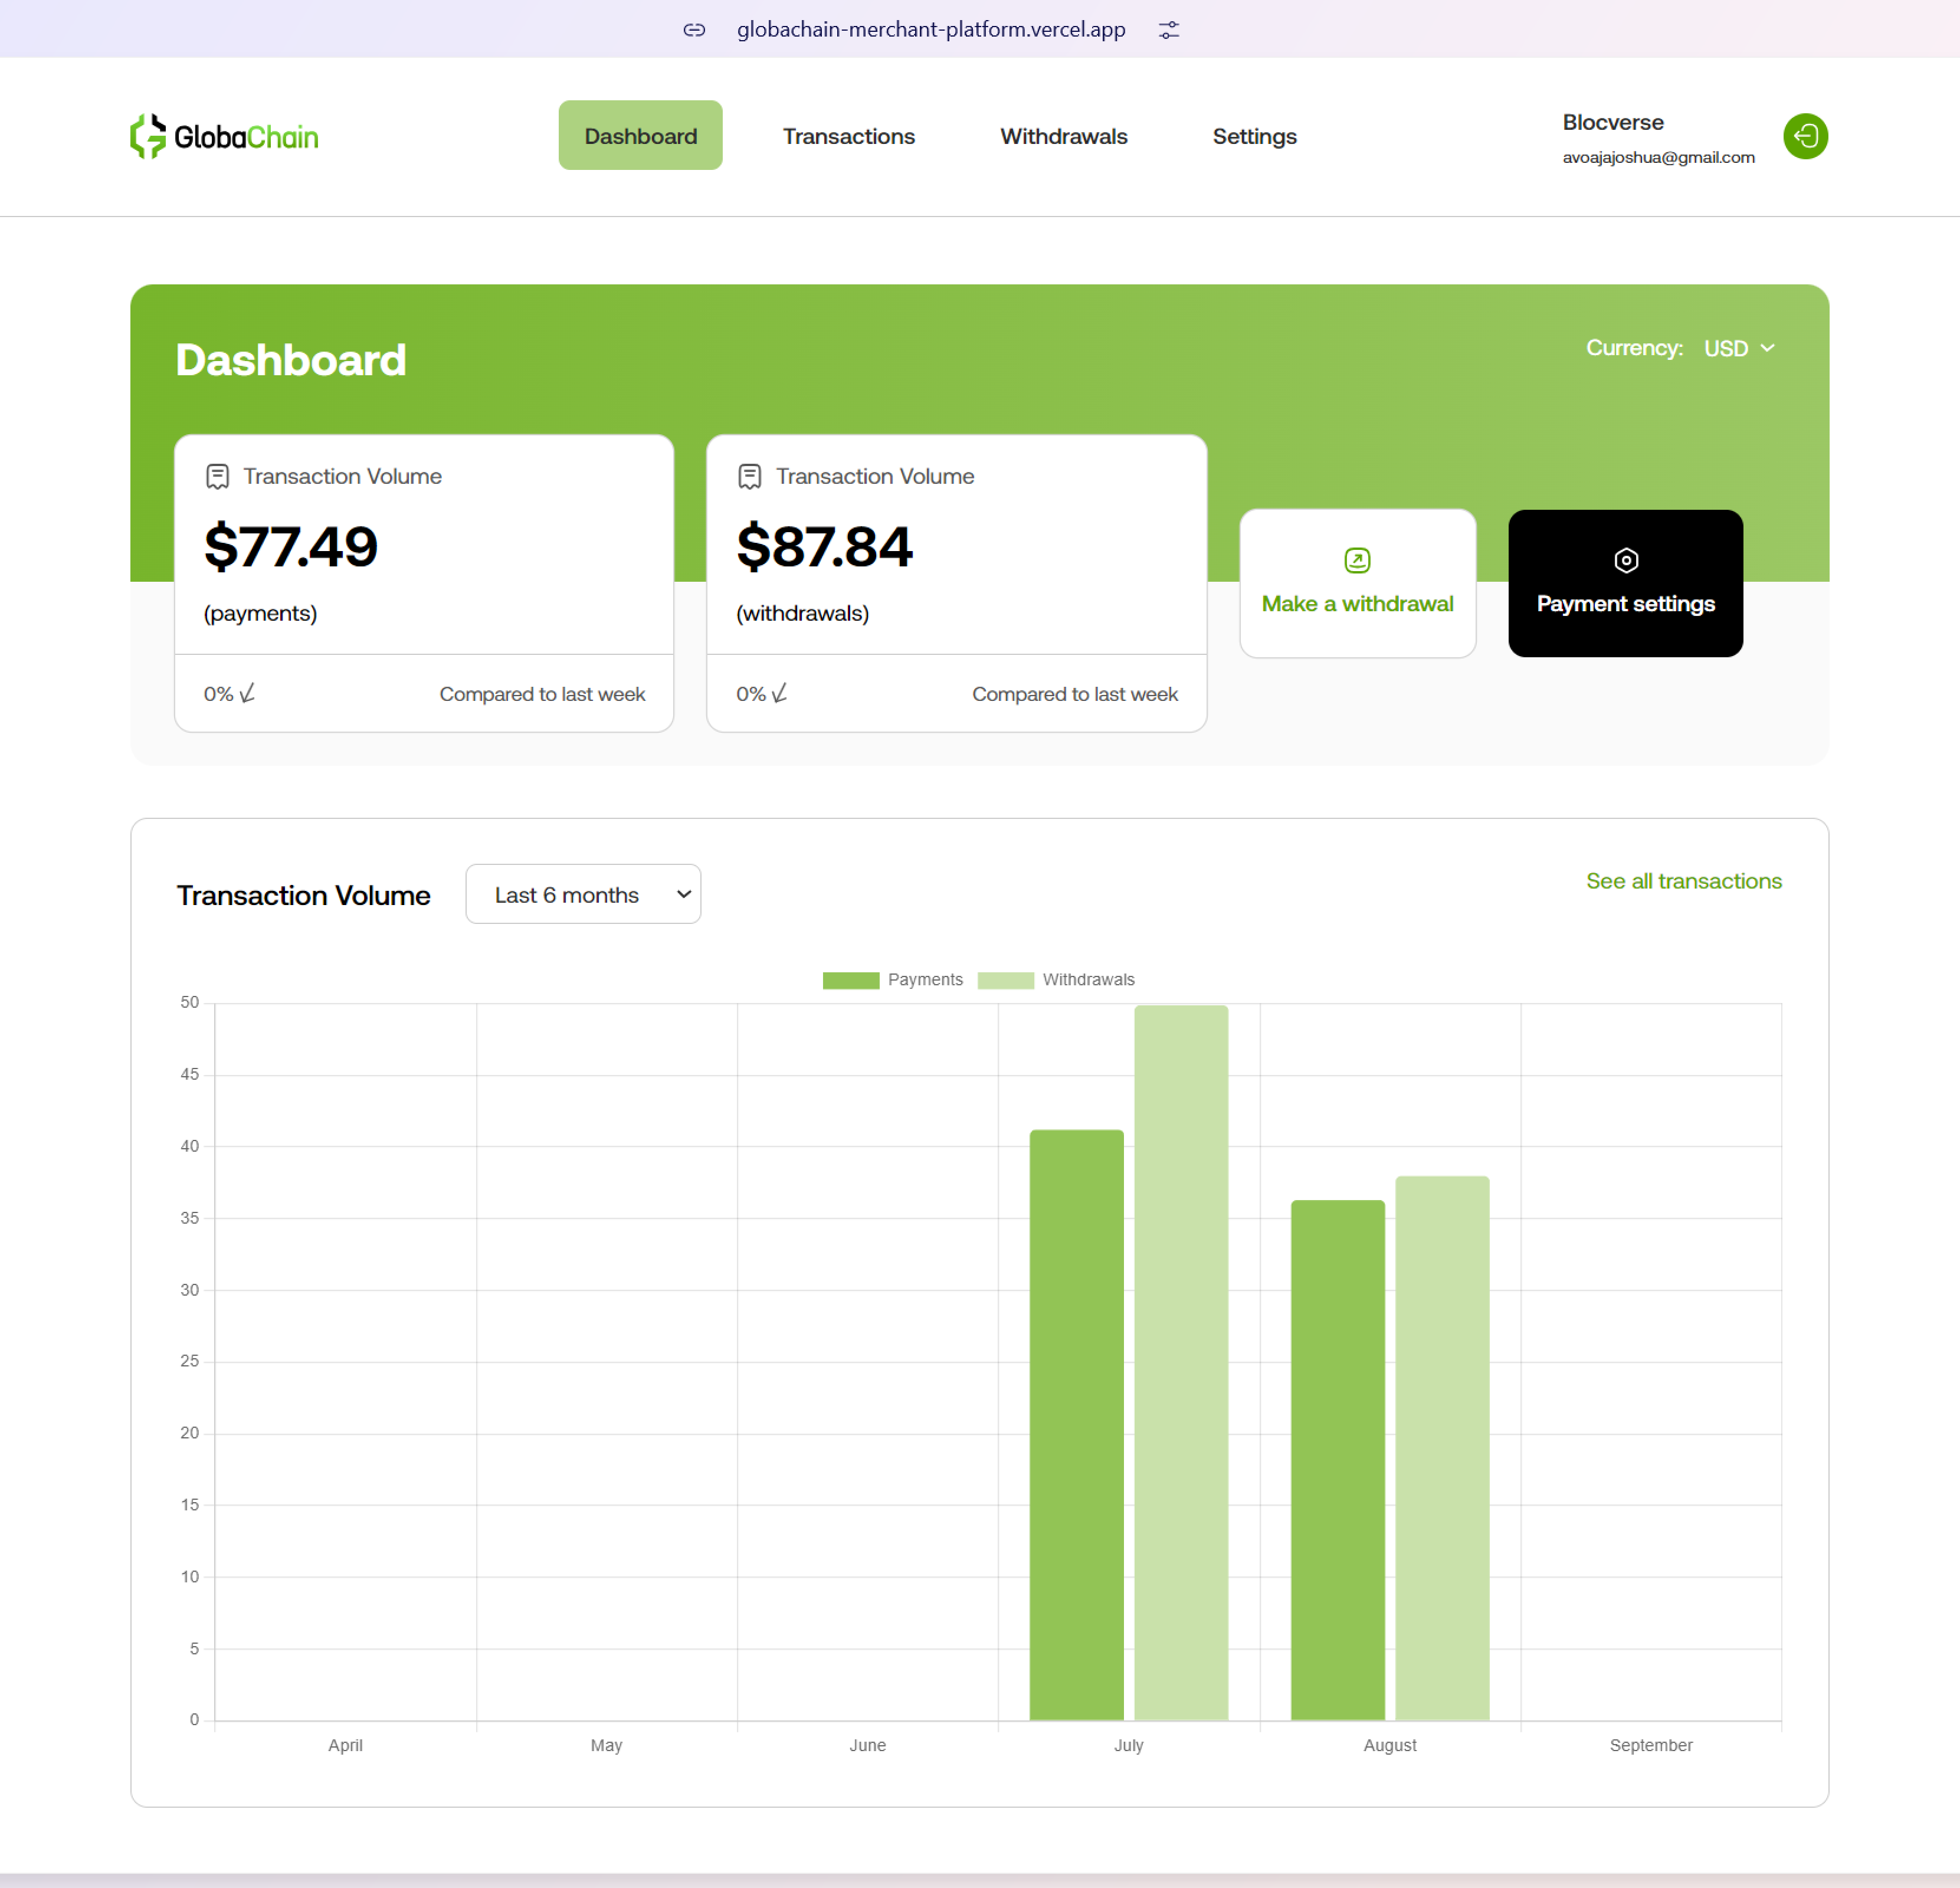 globachain-merchant-platform.vercel.app
GlobaChain
Dashboard
Transactions
Withdrawals
Settings
Blocverse
avoajajoshua@gmail.com
Dashboard
Currency: USD
Transaction Volume
$77.49
(payments)
0%
Compared to last week
Transaction Volume
$87.84
(withdrawals)
0%
Compared to last week
Make a withdrawal
Payment settings
Transaction Volume
Last 6 months
See all transactions
Payments
Withdrawals
50
45
40
35
30
25
20
15
10
5
0
April
May
June
July
August
September